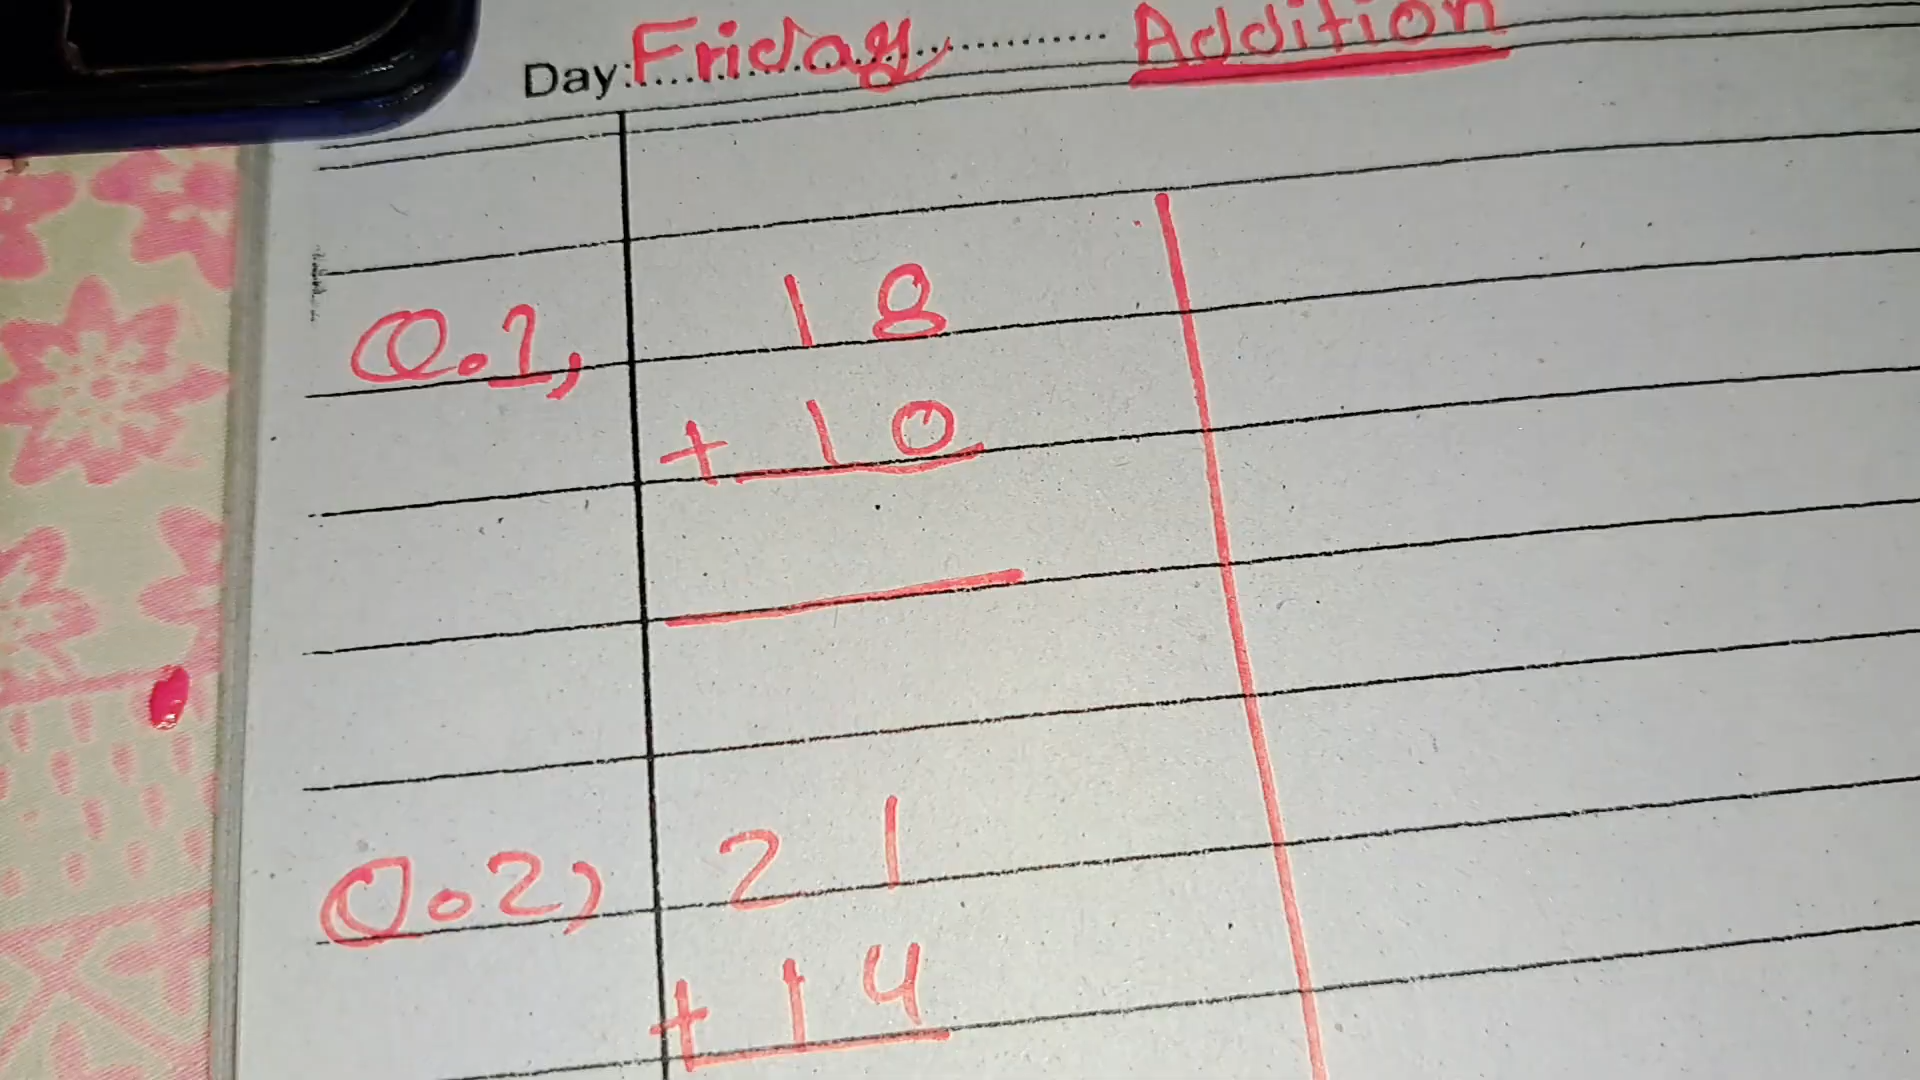 Day: Friday Addition
Q.1, 18
+ 10
Q.2) 21
+ 14